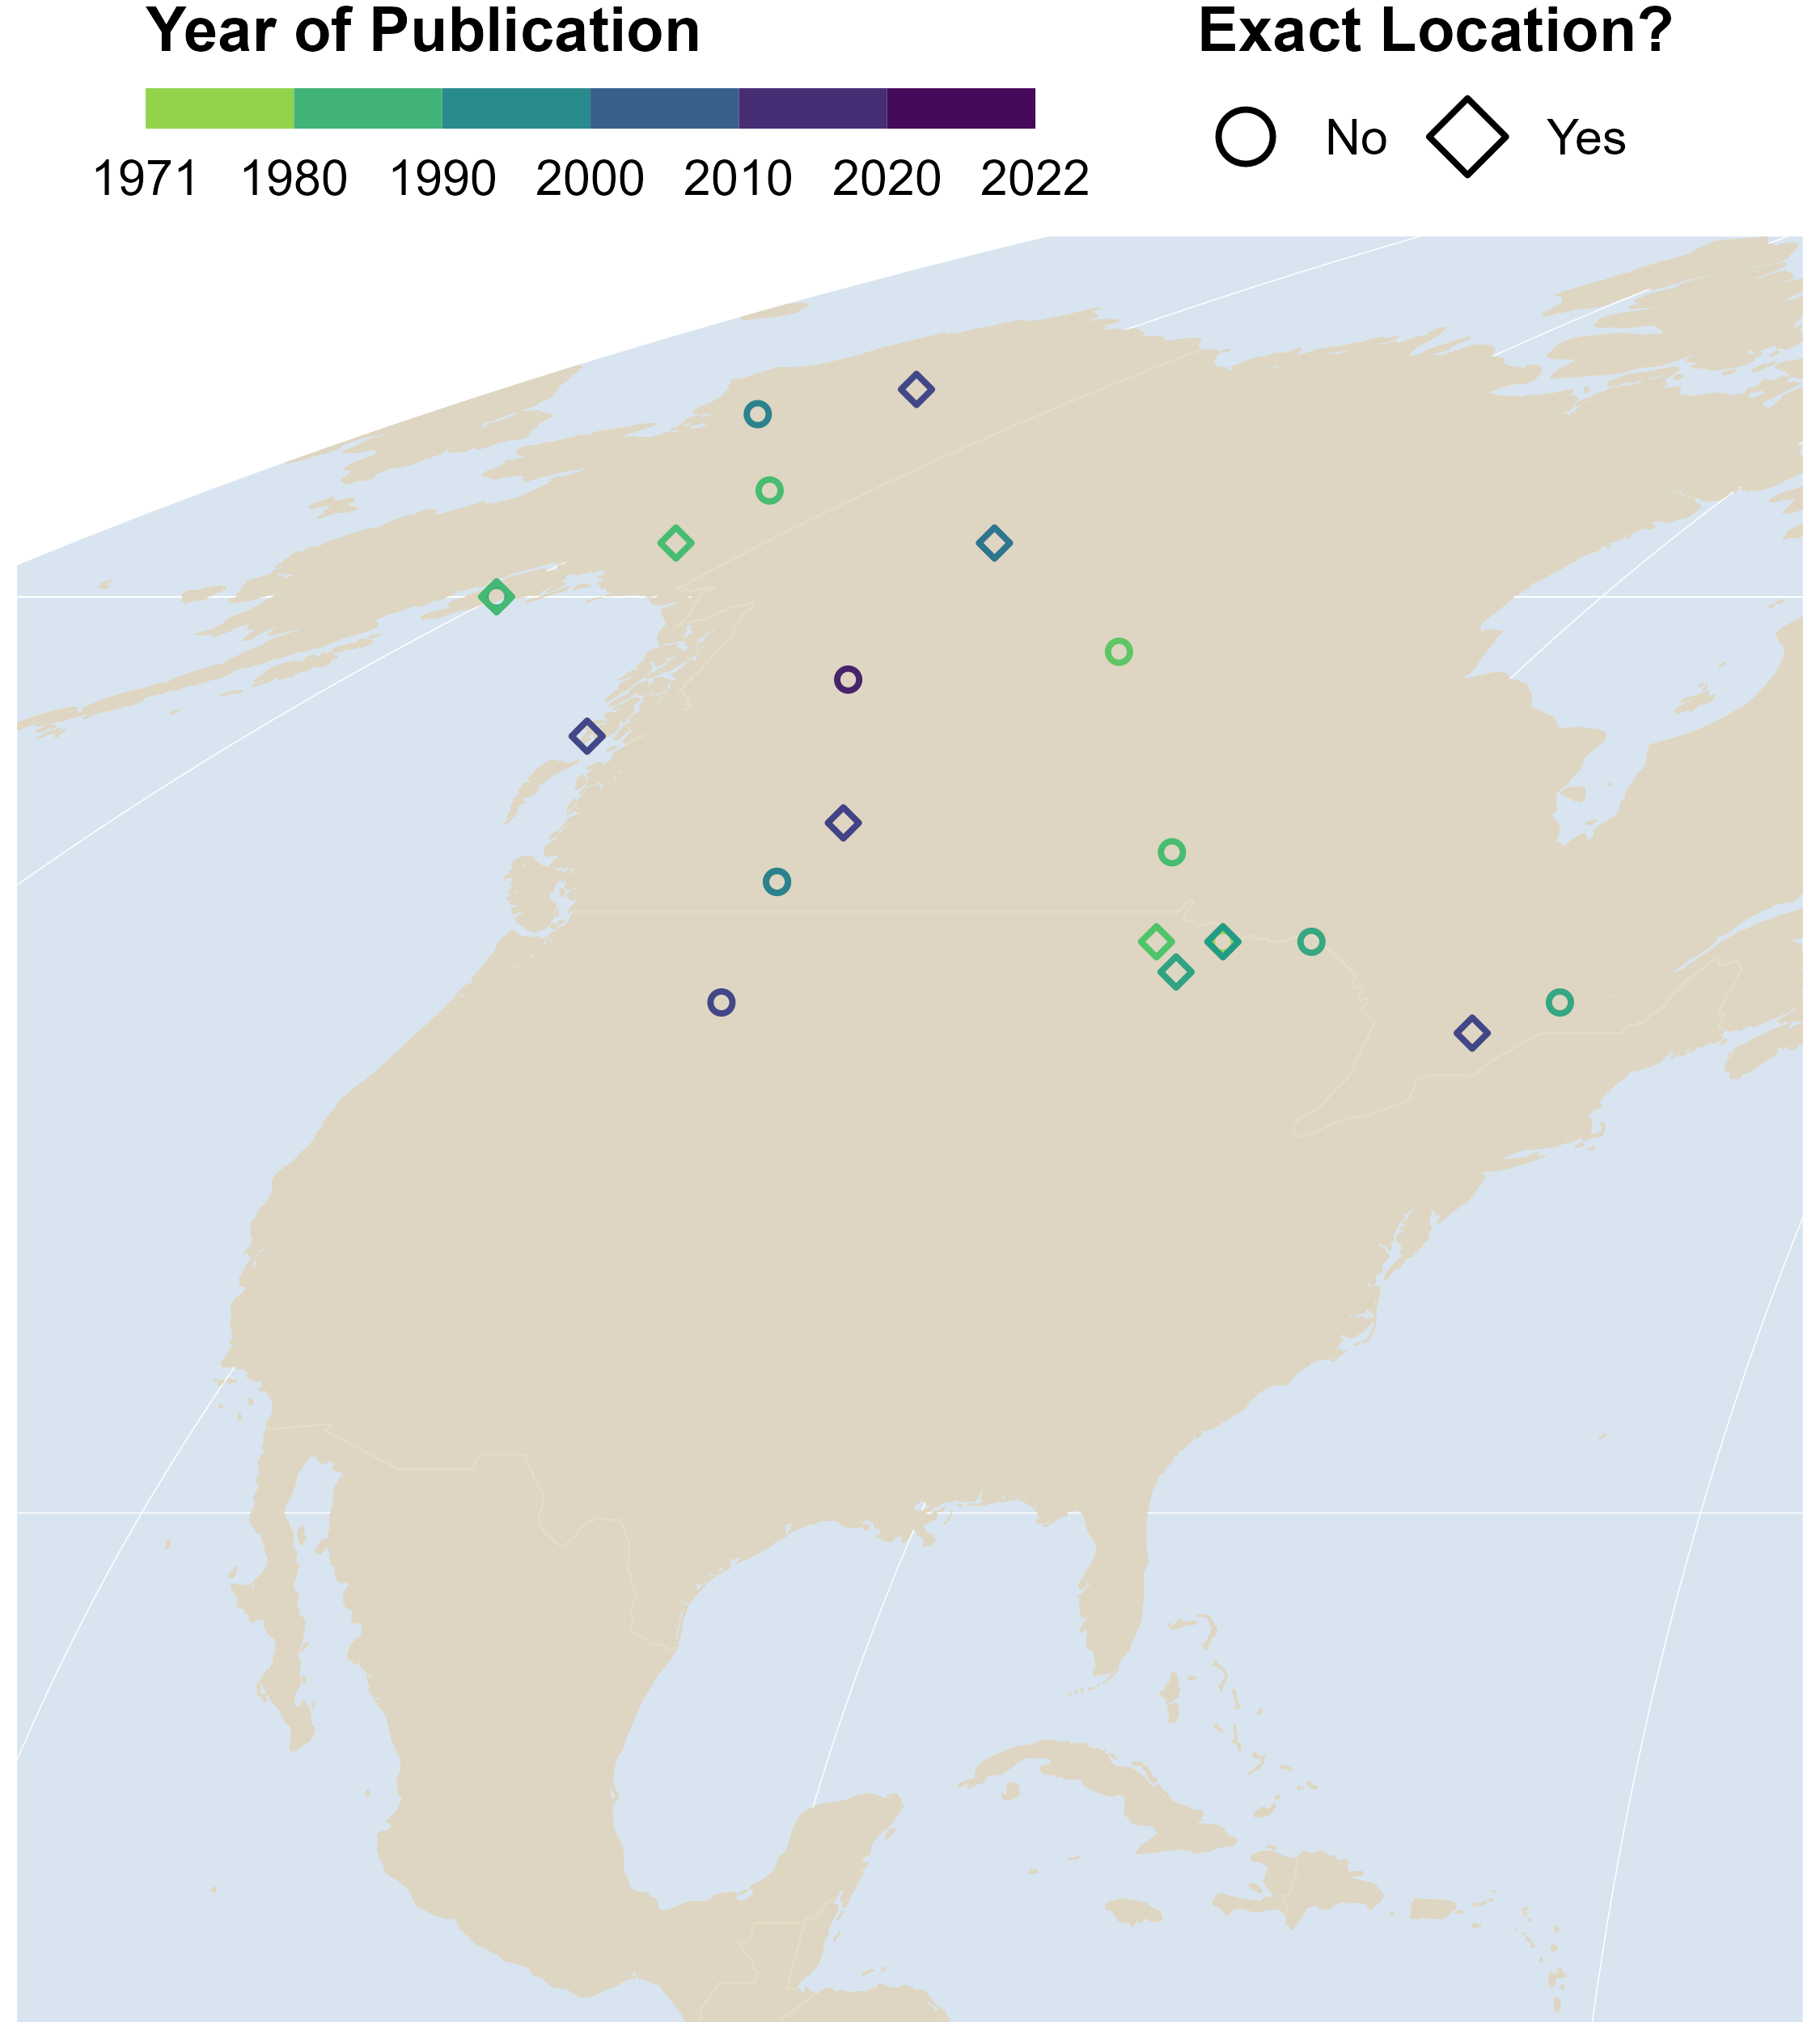 Year of Publication
Exact Location?
No Yes
1971 1980 1990 2000 2010 2020 2022